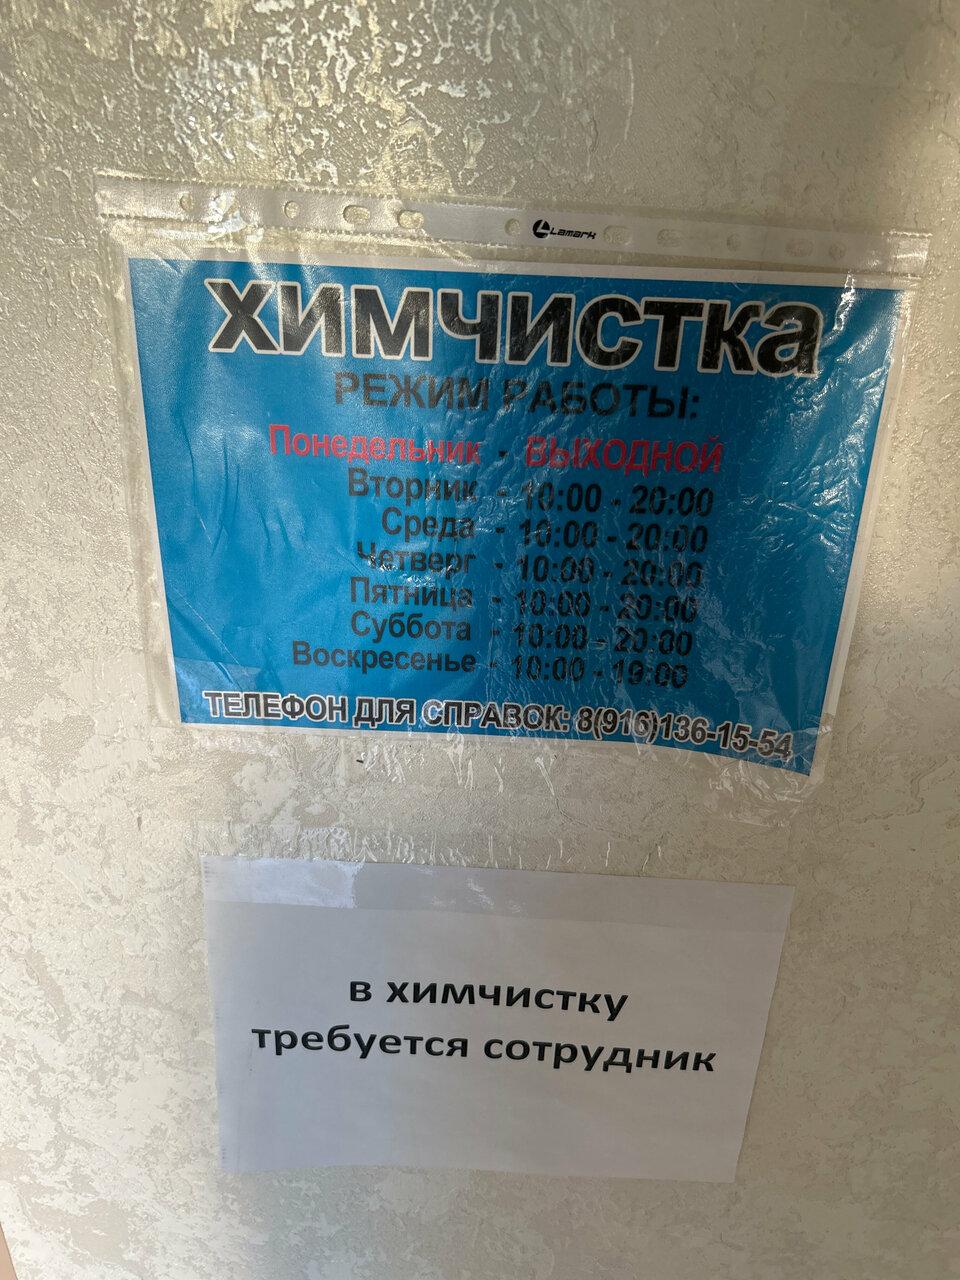 Lamark
ХИМЧИСТКА
РЕЖИМ РАБОТЫ:
Понедельник - ВЫХОДНОЙ
Вторник - 10:00 - 20:00
Среда - 10:00 - 20:00
Четверг - 10:00 - 20:00
Пятница - 10:00 - 20:00
Суббота - 10:00 - 20:00
Воскресенье - 10:00 - 19:00
ТЕЛЕФОН ДЛЯ СПРАВОК: 8(916)136-15-54
в химчистку
требуется сотрудник